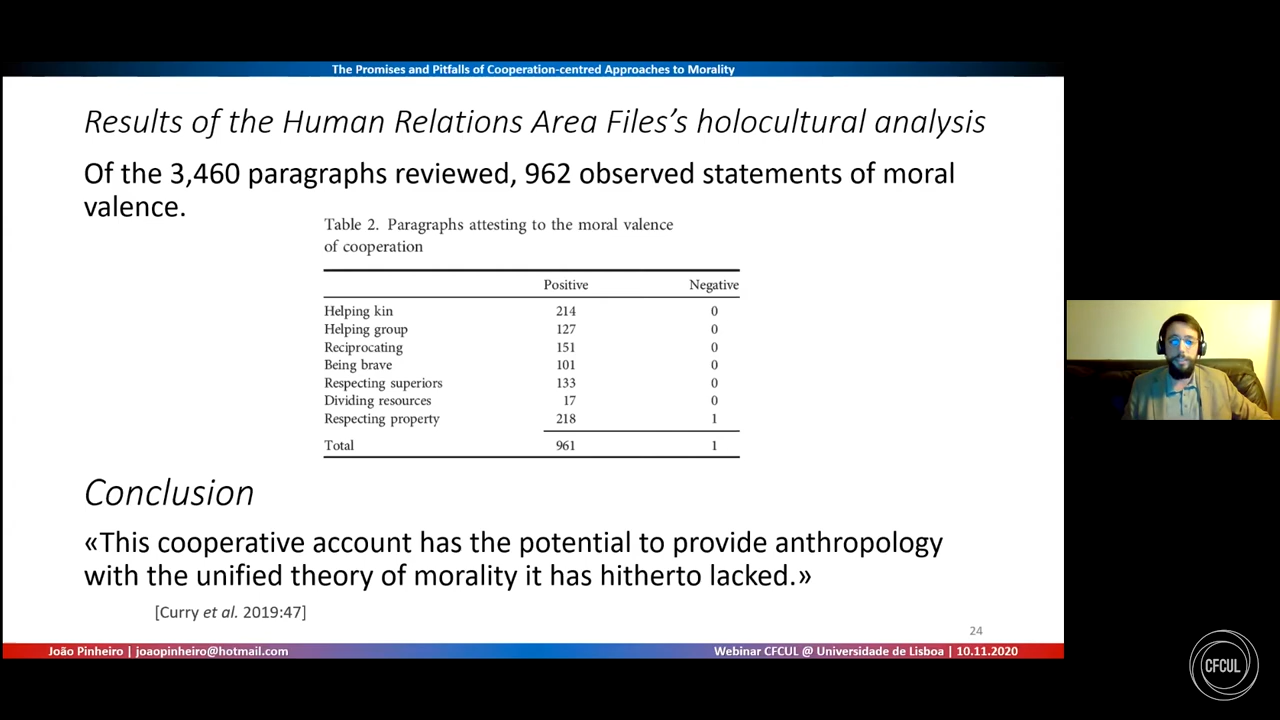 The Promises and Pitfalls of Cooperation-centred Approaches to Morality
Results of the Human Relations Area Files's holocultural analysis
Of the 3,460 paragraphs reviewed, 962 observed statements of moral
valence.
Table 2. Paragraphs attesting to the moral valence
of cooperation
Positive Negative
Helping kin 214 0
Helping group 127 0
Reciprocating 151 0
Being brave 101 0
Respecting superiors 133 0
Dividing resources 17 0
Respecting property 218 1
Total 961 1
Conclusion
«This cooperative account has the potential to provide anthropology
with the unified theory of morality it has hitherto lacked.»
[Curry et al. 2019:47]
24
João Pinheiro | joaopinheiro@hotmail.com Webinar CFCUL @ Universidade de Lisboa | 10.11.2020
CFCUL